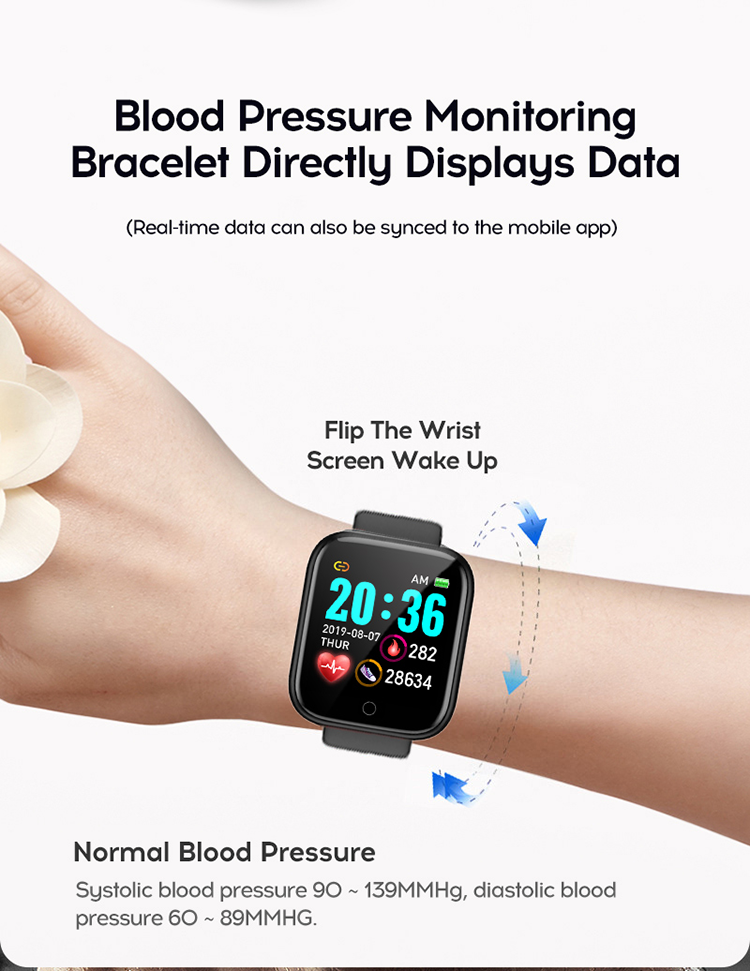 Blood Pressure Monitoring
Bracelet Directly Displays Data
(Real-time data can also be synced to the mobile app)
Flip The Wrist
Screen Wake Up
AM
20:36
2019-08-07
THUR
282
28634
Normal Blood Pressure
Systolic blood pressure 90 ~ 139MMHg, diastolic blood
pressure 60 ~ 89MMHG.